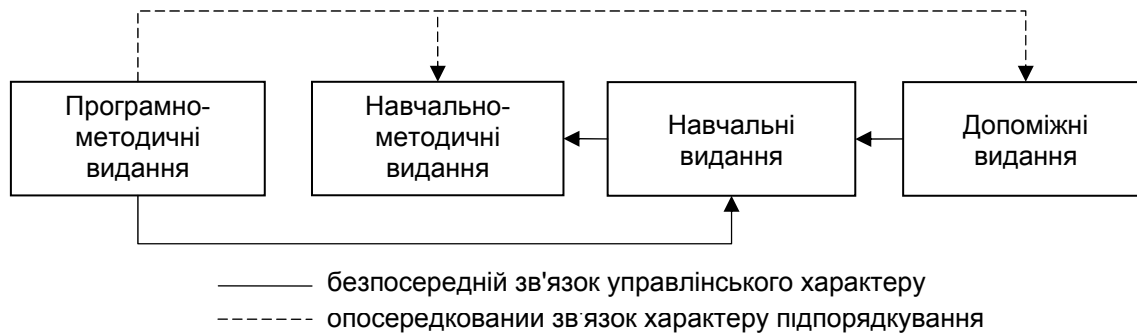 Програмно-
методичні
видання
Навчально-
методичні
видання
Навчальні
видання
Допоміжні
видання
безпосередній зв'язок управлінського характеру
опосередкований зв'язок характеру підпорядкування